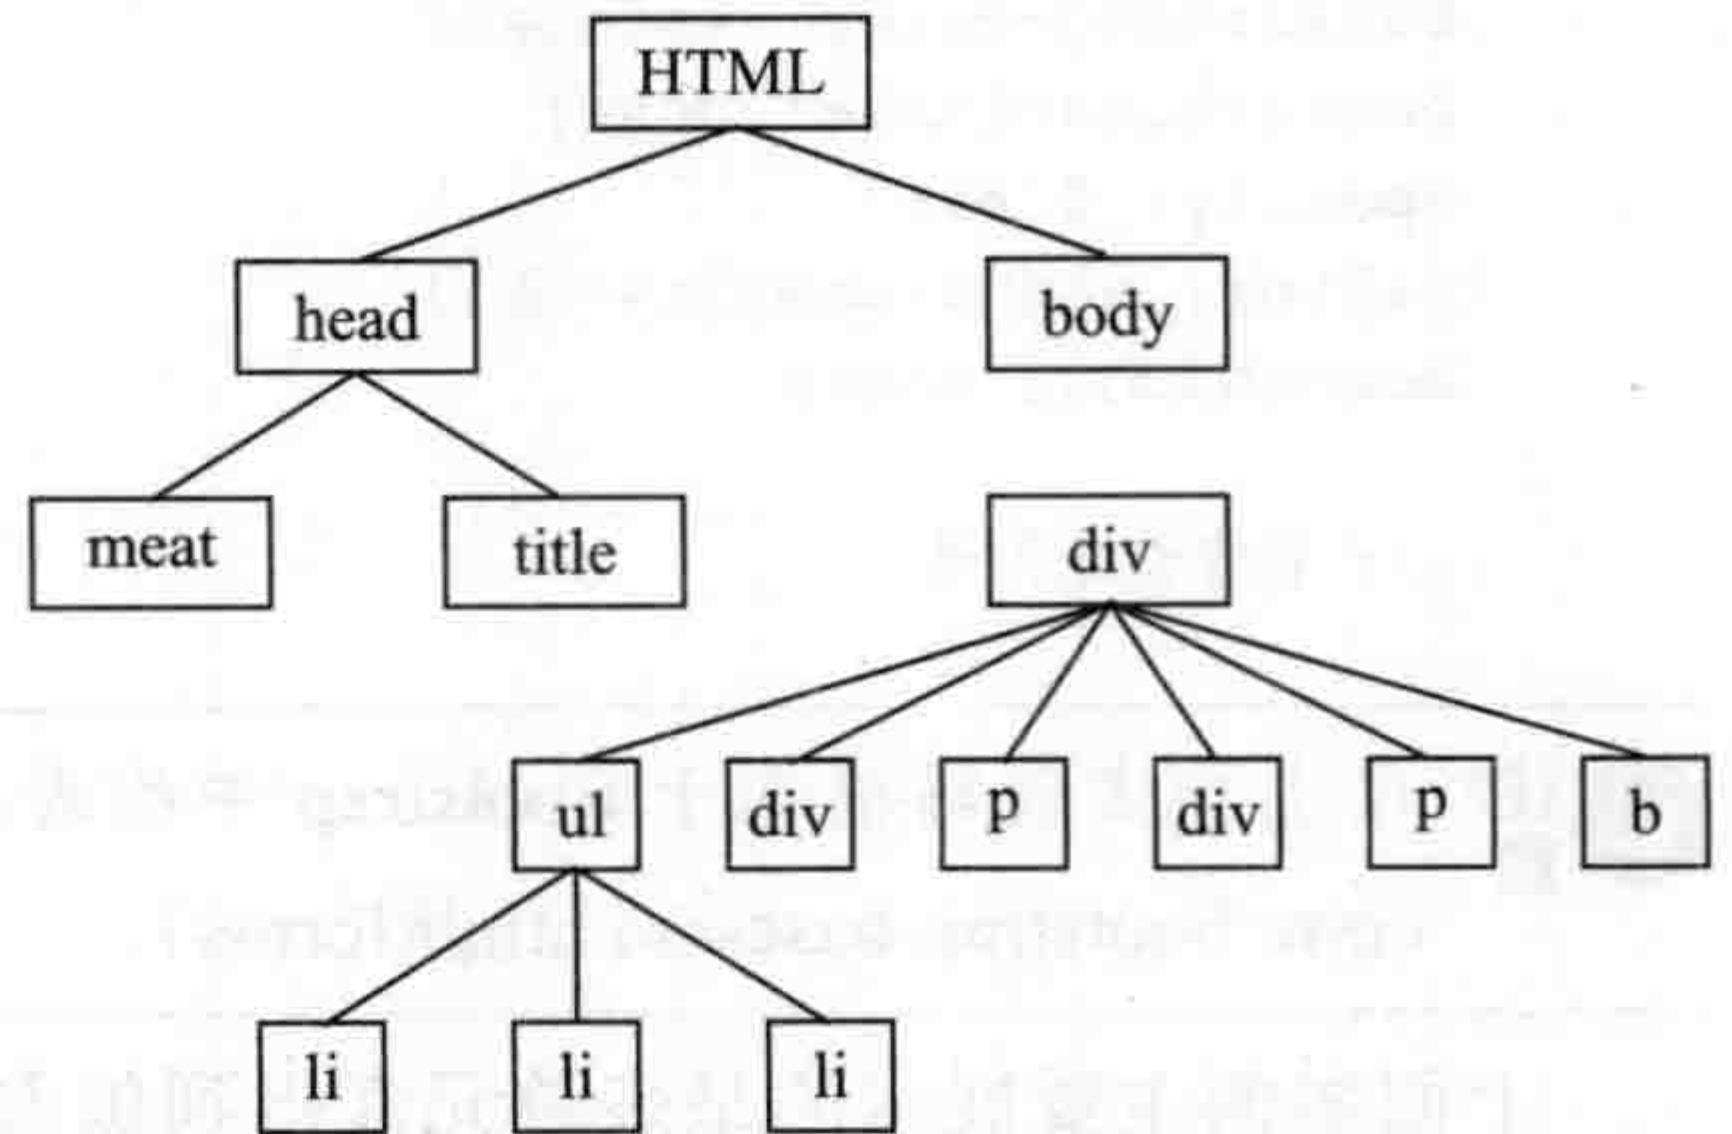 HTML
head body
meat title div
ul div p div p b
li li li